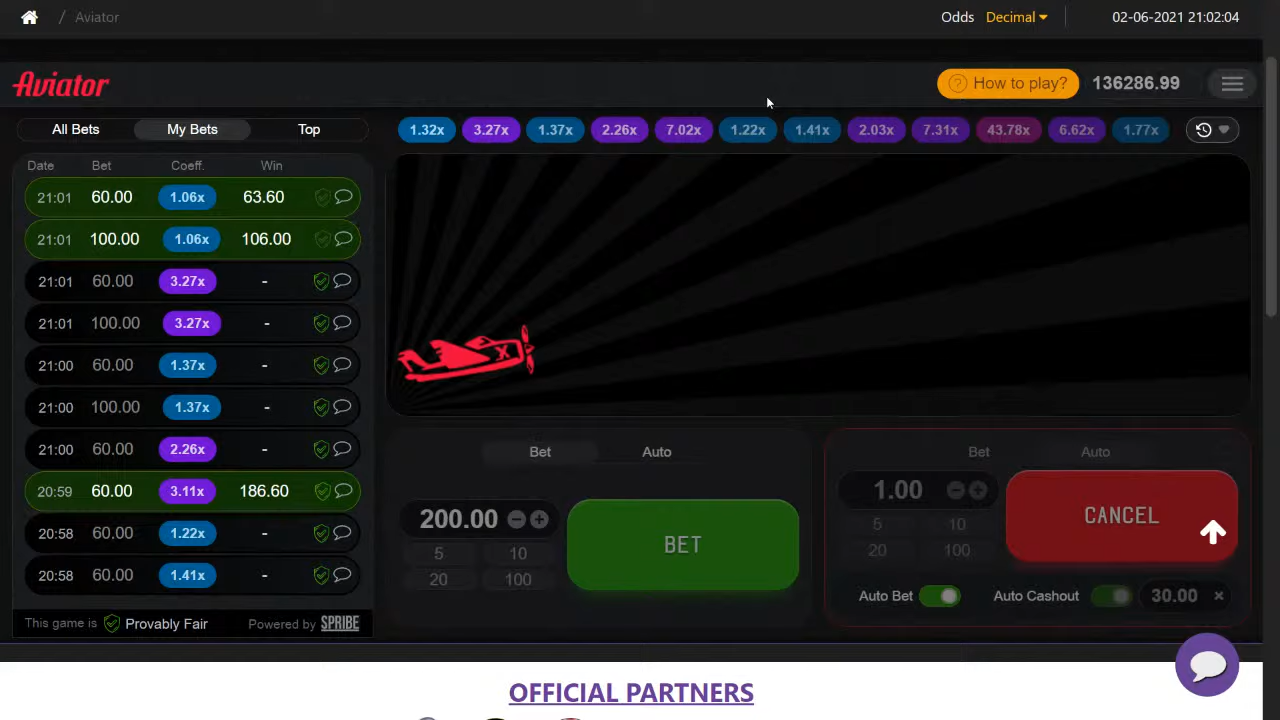 / Aviator
Odds Decimal 02-06-2021 21:02:04
Aviator
? How to play? 136286.99
All Bets My Bets Top
1.32x 3.27x 1.37x 2.26x 7.02x 1.22x 1.41x 2.03x 7.31x 43.78x 6.62x 1.77x
Date Bet Coeff. Win
21:01 60.00 1.06x 63.60
21:01 100.00 1.06x 106.00
21:01 60.00 3.27x -
21:01 100.00 3.27x -
21:00 60.00 1.37x -
21:00 100.00 1.37x -
21:00 60.00 2.26x -
20:59 60.00 3.11x 186.60
20:58 60.00 1.22x -
20:58 60.00 1.41x -
This game is Provably Fair Powered by SPRIBE
X
Bet Auto
200.00
5 10
20 100
BET
Bet Auto
1.00
5 10
20 100
CANCEL
Auto Bet Auto Cashout 30.00 ×
OFFICIAL PARTNERS